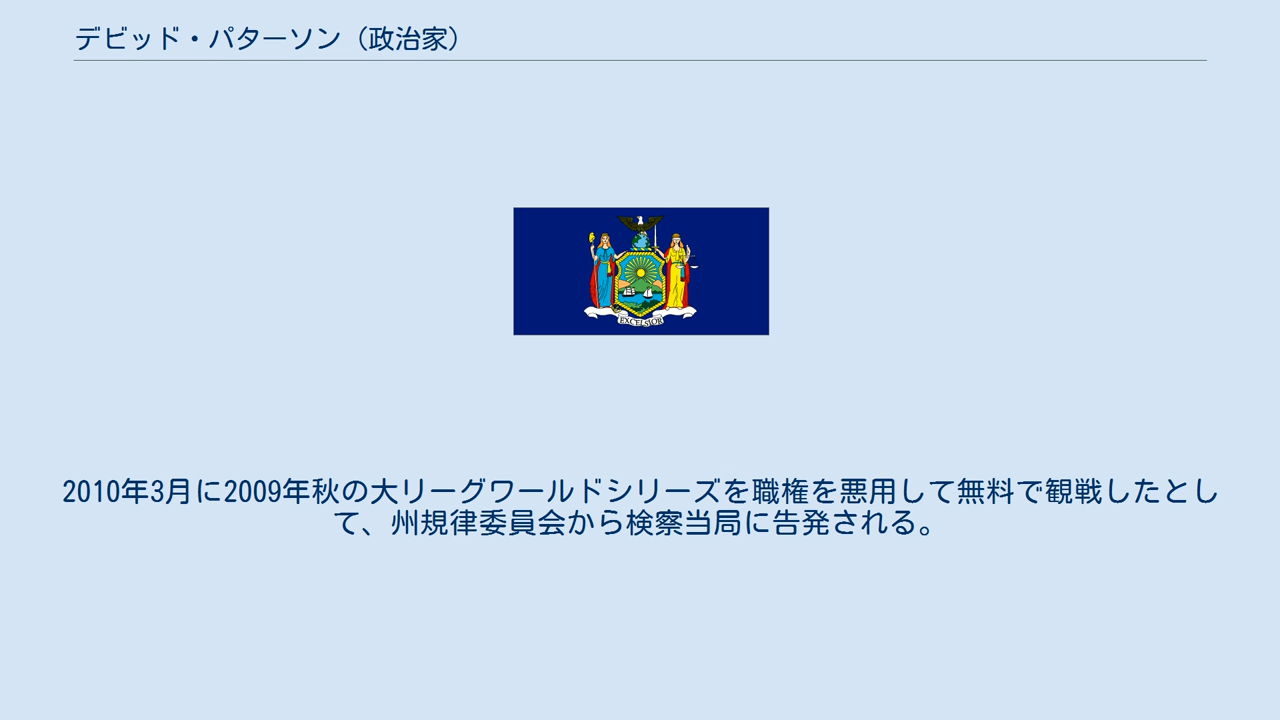 デビッド・パターソン（政治家）
EXCELSIOR
2010年3月に2009年秋の大リーグワールドシリーズを職権を悪用して無料で観戦したとし
て、州規律委員会から検察当局に告発される。